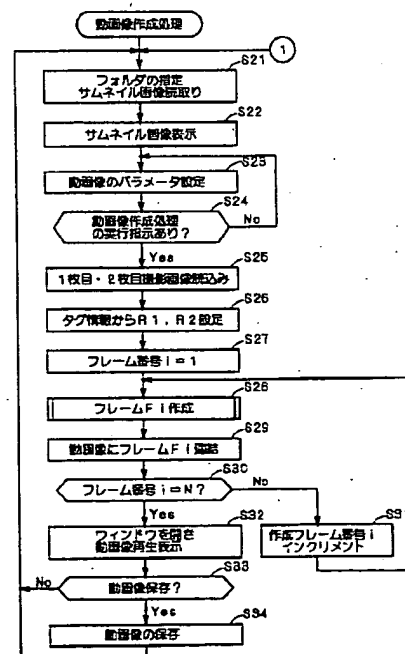 動画像作成処理
1
S21
フォルダの指定
サムネイル画像読取り
S22
サムネイル画像表示
S23
動画像のパラメータ設定
S24
動画像作成処理
の実行指示あり?
No
Yes
S25
1枚目・2枚目撮影画像読込み
S26
タグ情報からR1,R2設定
S27
フレーム番号i=1
S28
フレームFi作成
S29
動画像にフレームFi連結
S30
フレーム番号i=N?
No
Yes
S32
ウィンドウを開き
動画像再生表示
作成フレーム番号i
インクリメント
S33
No
動画像保存?
Yes
S34
動画像の保存